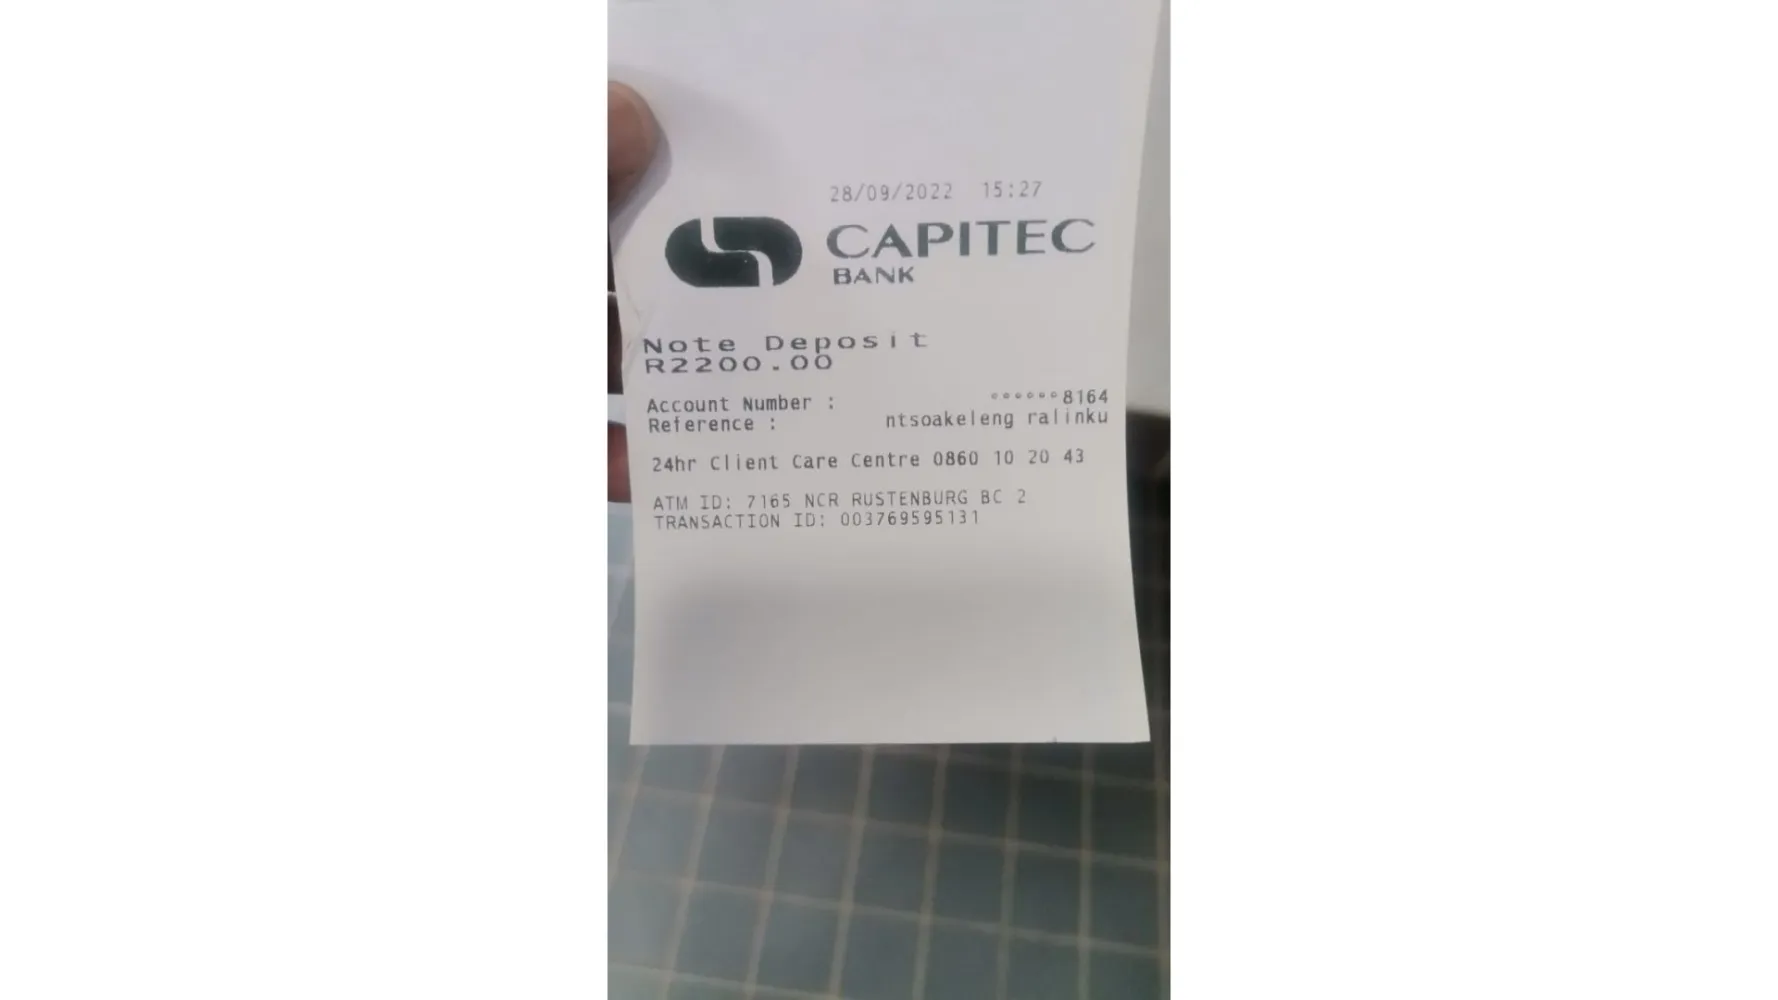 28/09/2022 15:27
CAPITEC
BANK
Note Deposit
R2200.00
Account Number : ******8164
Reference : ntsoakeleng ralinku
24hr Client Care Centre 0860 10 20 43
ATM ID: 7165 NCR RUSTENBURG BC 2
TRANSACTION ID: 003769595131